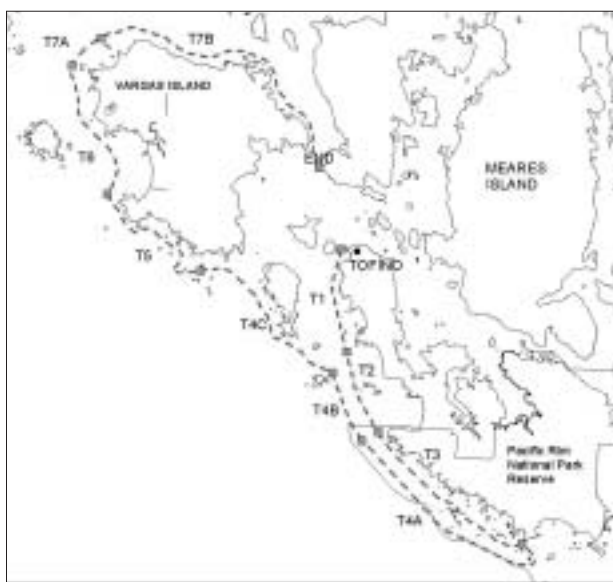 T7A
T7B
VARGAS ISLAND
T6
END
MEARES
ISLAND
TOFINO
T5
T1
T4C
T2
T4B
T3
Pacific Rim
National Park
Reserve
T4A